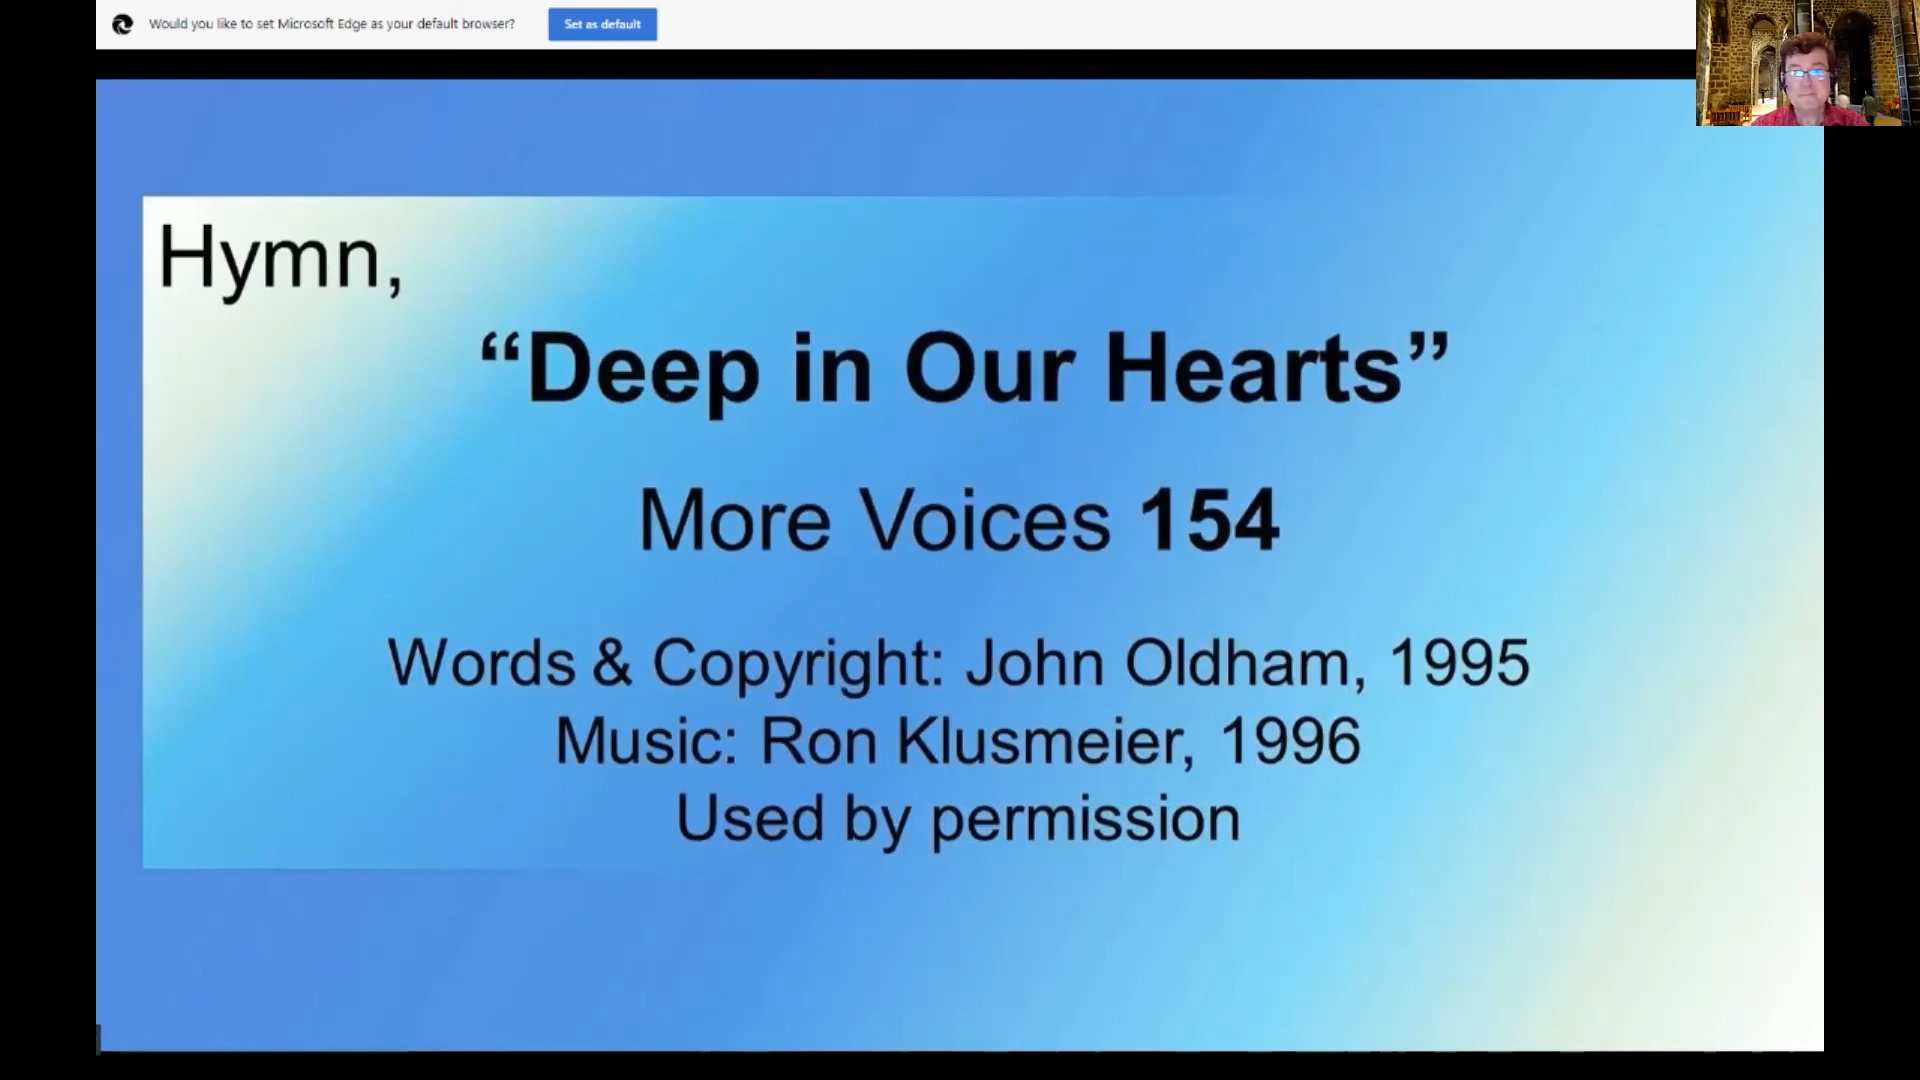 Would you like to set Microsoft Edge as your default browser? Set as default
Hymn,
“Deep in Our Hearts”
More Voices 154
Words & Copyright: John Oldham, 1995
Music: Ron Klusmeier, 1996
Used by permission